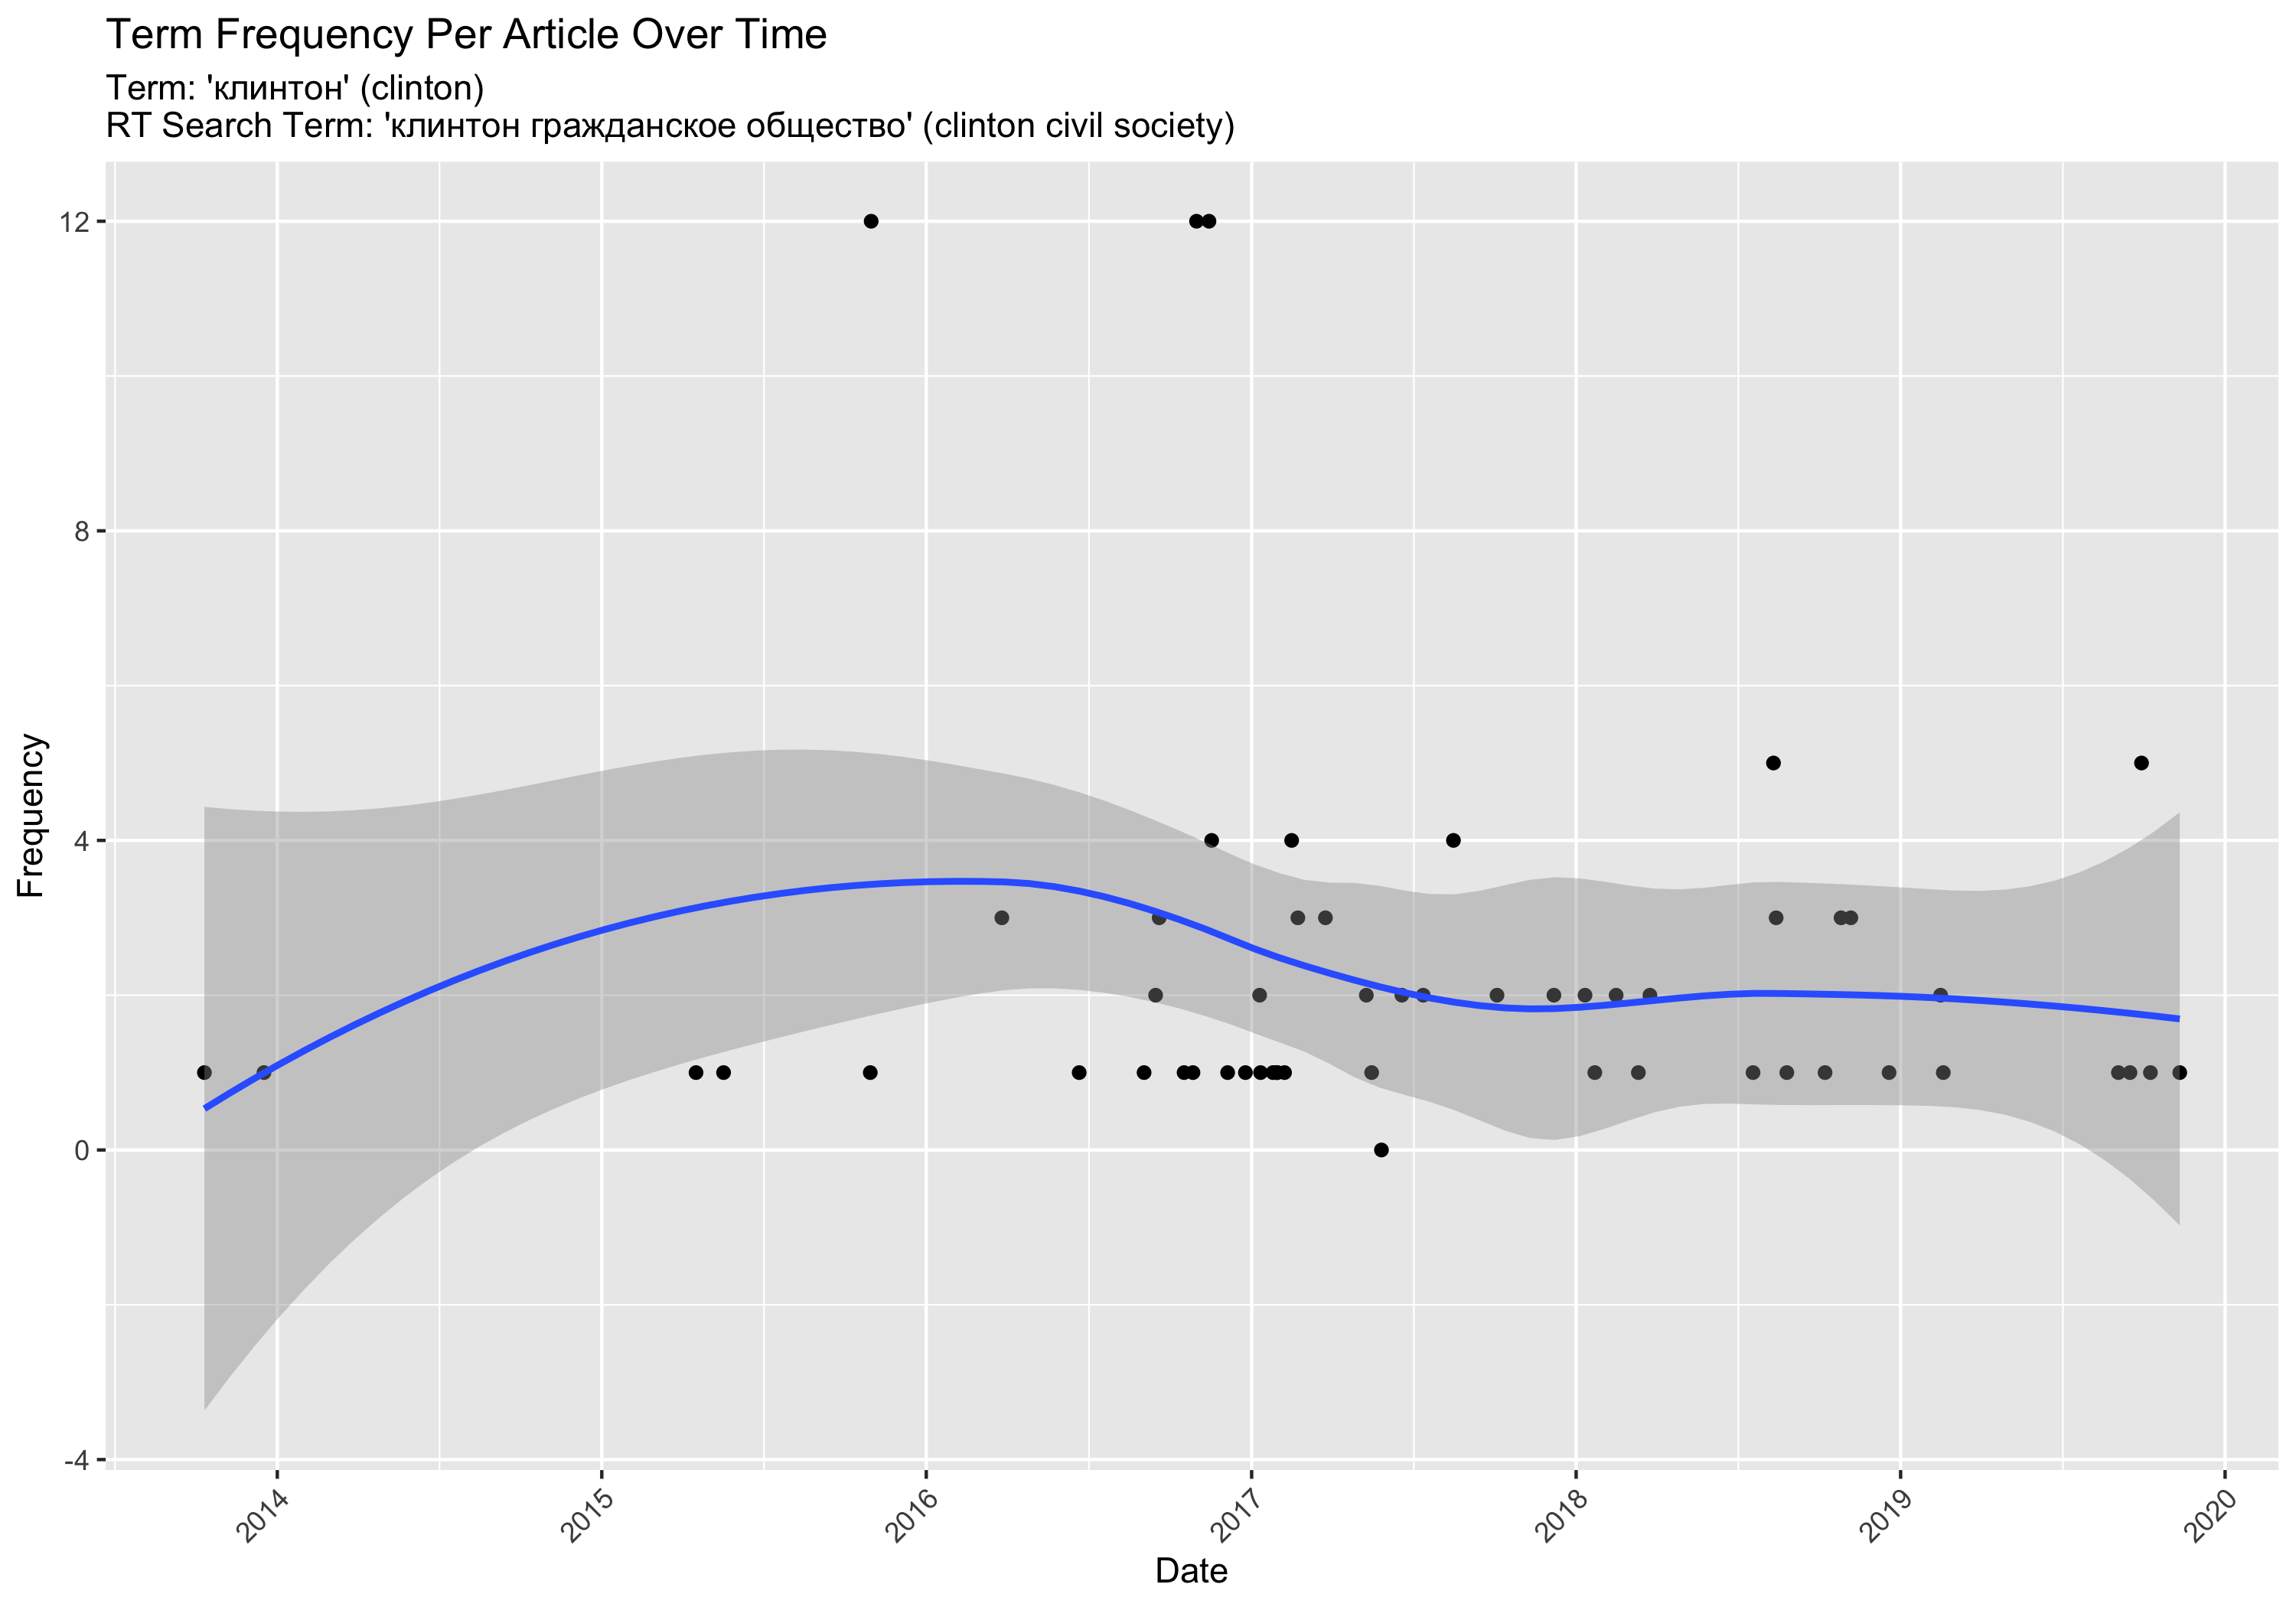 Term Frequency Per Article Over Time
Term: 'клинтон' (clinton)
RT Search Term: 'клинтон гражданское общество' (clinton civil society)
12
8
4
0
-4
Frequency
2014
2015
2016
2017
2018
2019
2020
Date